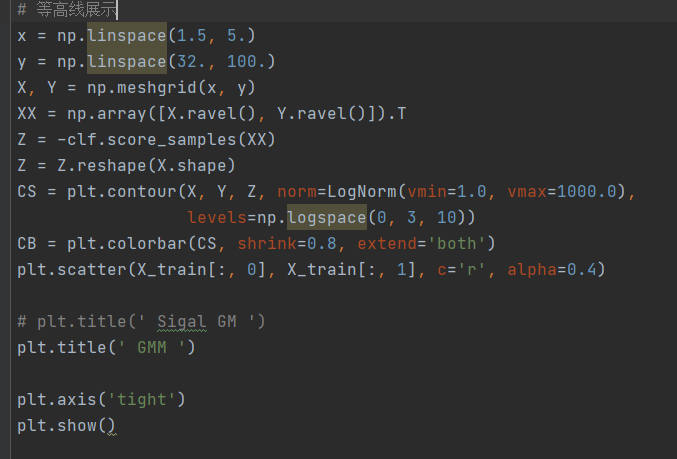 # 等高线展示
x = np.linspace(1.5, 5.)
y = np.linspace(32., 100.)
X, Y = np.meshgrid(x, y)
XX = np.array([X.ravel(), Y.ravel()]).T
Z = -clf.score_samples(XX)
Z = Z.reshape(X.shape)
CS = plt.contour(X, Y, Z, norm=LogNorm(vmin=1.0, vmax=1000.0),
levels=np.logspace(0, 3, 10))
CB = plt.colorbar(CS, shrink=0.8, extend='both')
plt.scatter(X_train[:, 0], X_train[:, 1], c='r', alpha=0.4)
# plt.title(' Sigal GM ')
plt.title(' GMM ')
plt.axis('tight')
plt.show()